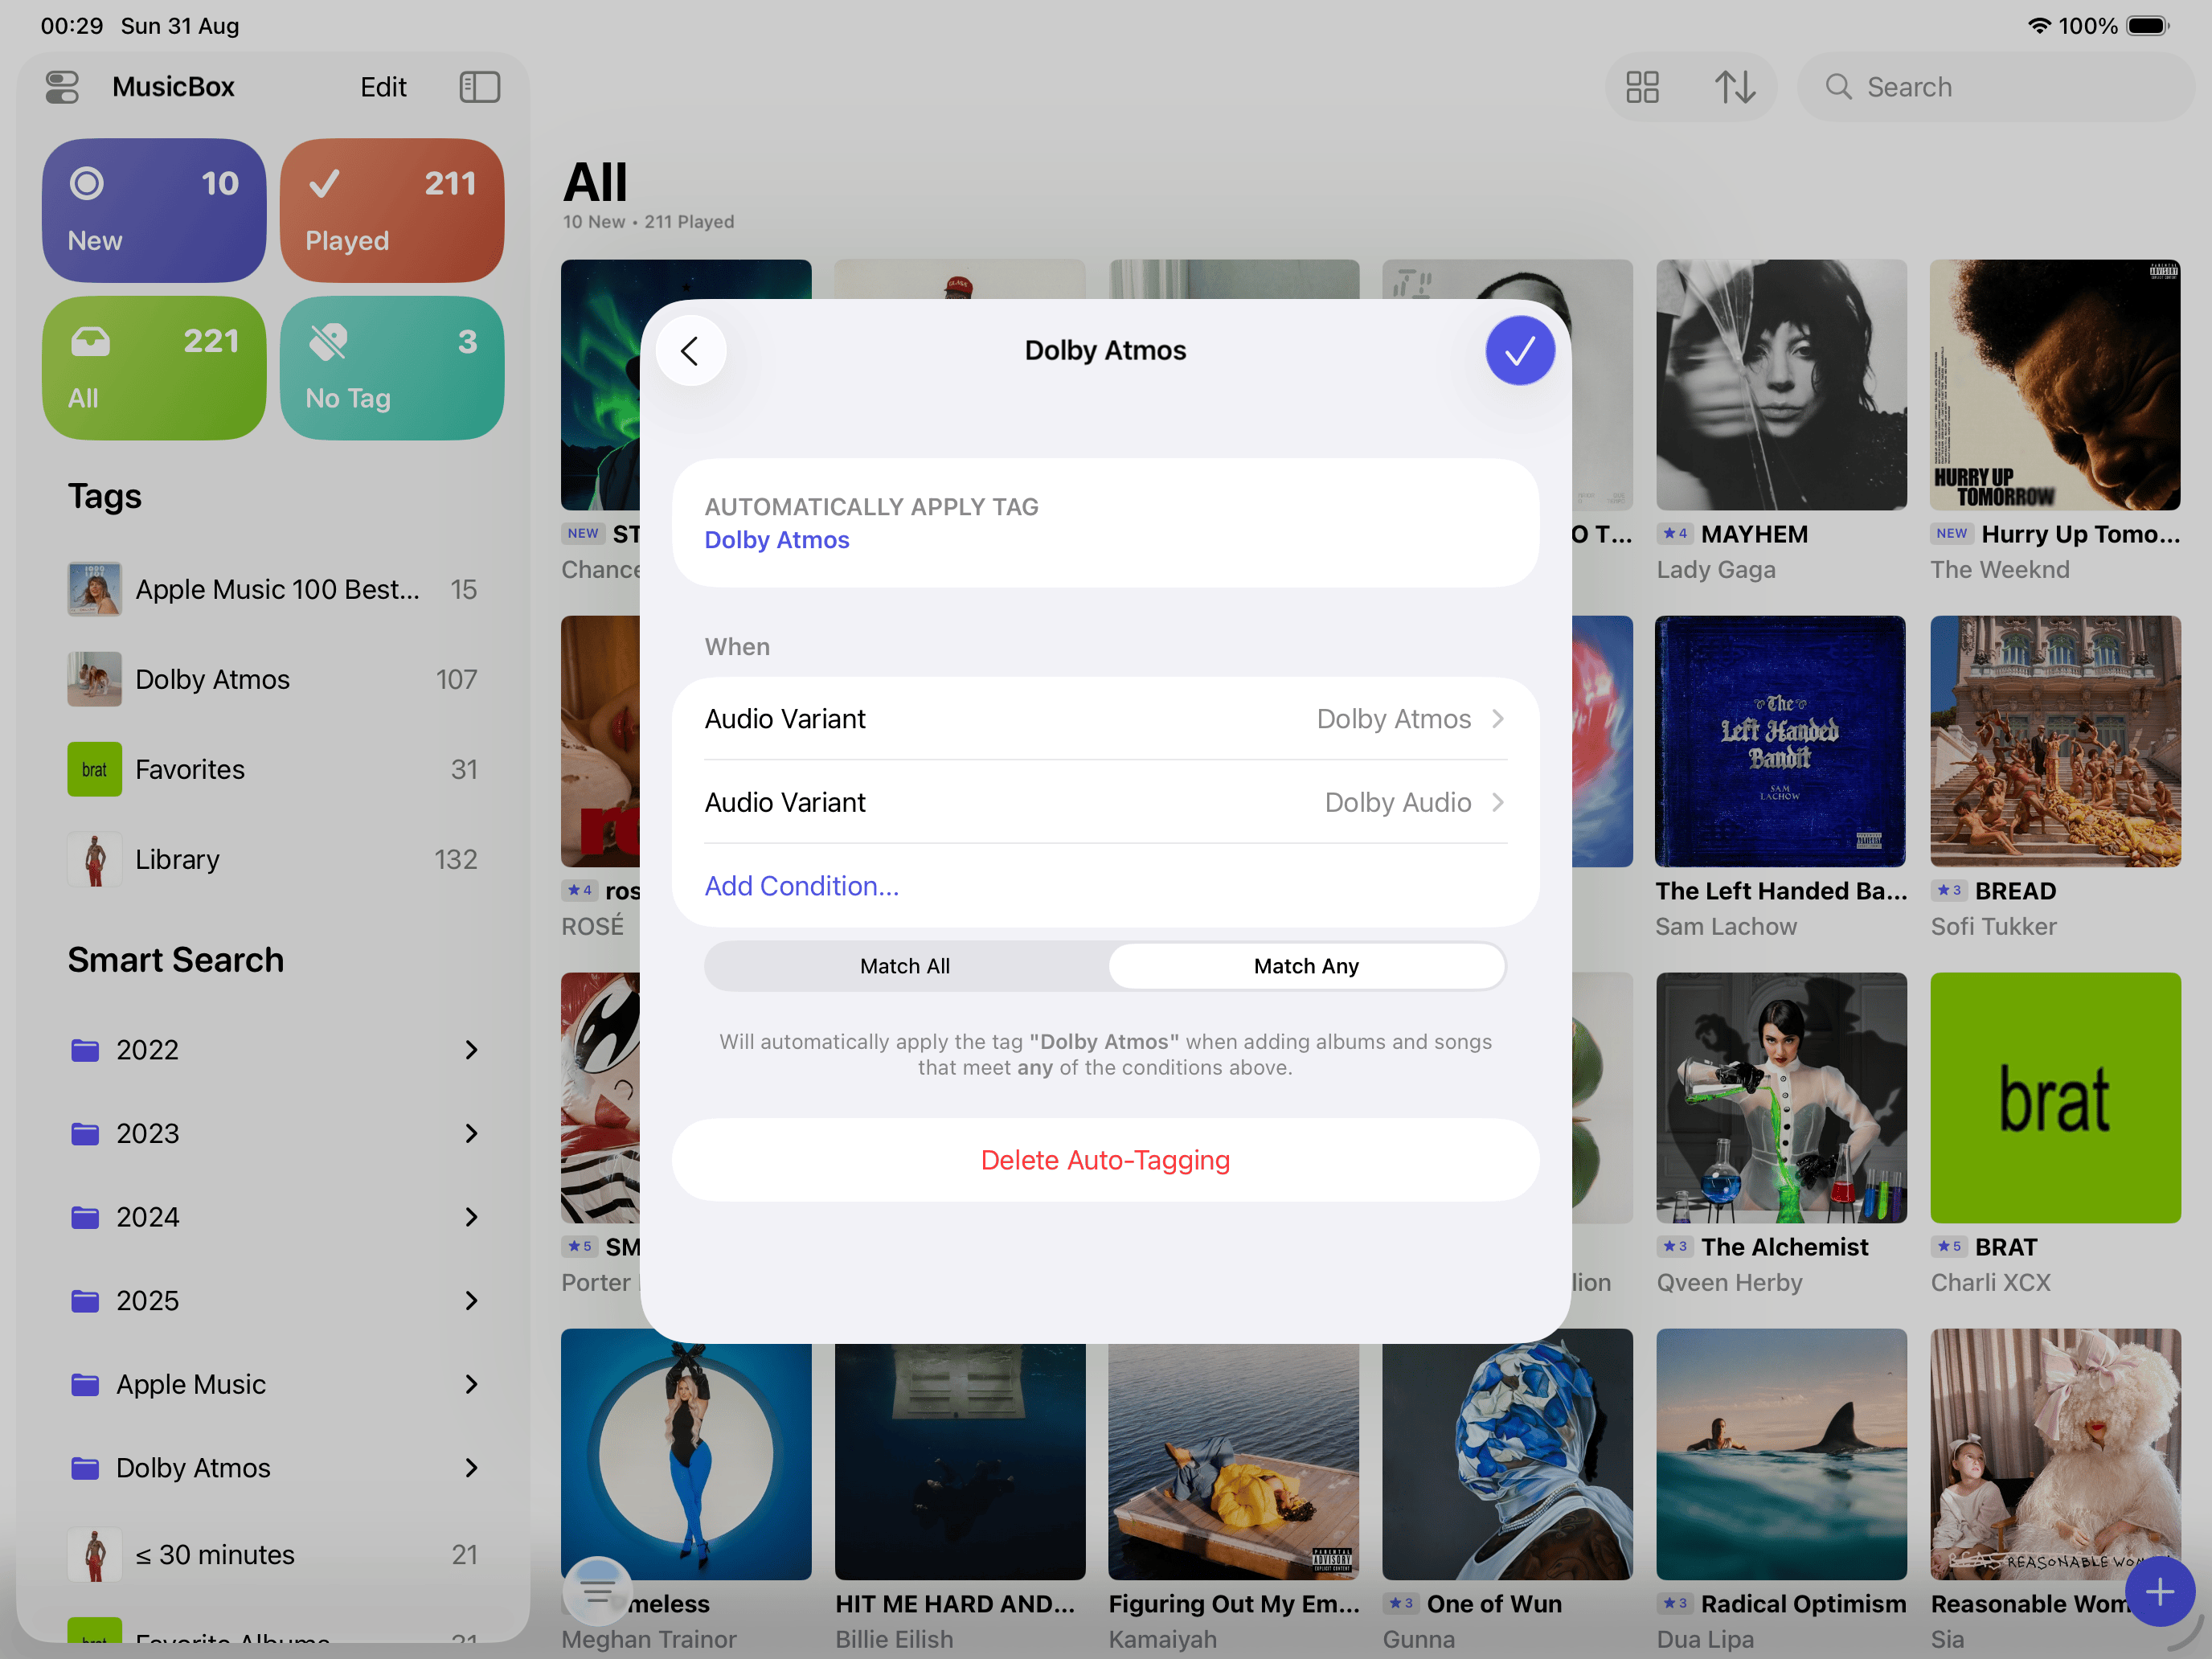 00:29 Sun 31 Aug
100%
MusicBox
Edit
Search
10
New
211
Played
221
All
3
No Tag
Tags
Apple Music 100 Best... 15
Dolby Atmos 107
brat
Favorites 31
Library 132
Smart Search
2022
2023
2024
2025
Apple Music
Dolby Atmos
≤ 30 minutes 21
All
10 New • 211 Played
HURRY UP
TOMORROW
NEW ST
Chance
O T...
★ 4 MAYHEM
Lady Gaga
NEW Hurry Up Tomo...
The Weeknd
Dolby Atmos
AUTOMATICALLY APPLY TAG
Dolby Atmos
When
Audio Variant Dolby Atmos
Audio Variant Dolby Audio
Add Condition...
Match All
Match Any
Will automatically apply the tag "Dolby Atmos" when adding albums and songs
that meet any of the conditions above.
Delete Auto-Tagging
The
Left Handed
Bandit
SAM
LACHOW
★ 4 ros
ROSÉ
The Left Handed Ba...
Sam Lachow
★ 3 BREAD
Sofi Tukker
brat
★ 5 SM
Porter
lion
★ 3 The Alchemist
Qveen Herby
★ 5 BRAT
Charli XCX
PARENTAL
ADVISORY
EXPLICIT CONTENT
REASONABLE WOM
meless
Meghan Trainor
HIT ME HARD AND...
Billie Eilish
Figuring Out My Em...
Kamaiyah
★ 3 One of Wun
Gunna
★ 3 Radical Optimism
Dua Lipa
Reasonable Wom
Sia